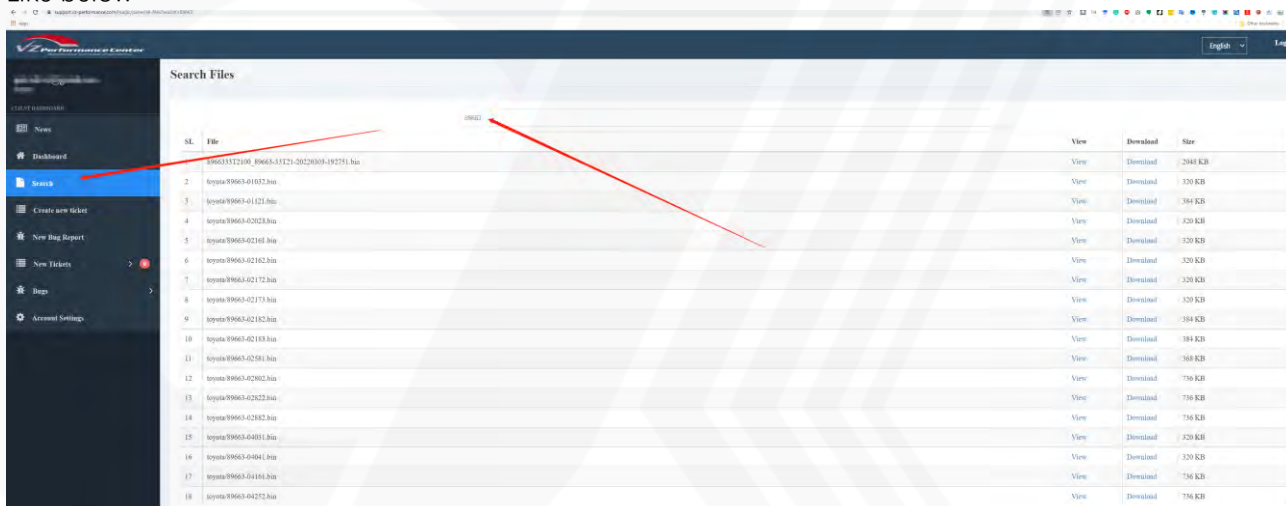 Like below
Other bookmarks
VZ Performance Center
English
Search Files
CLIENT DASHBOARD
News
Dashboard
Search
Create new ticket
New Bug Report
New Tickets
Bugs
Account Settings
89663
SL File View Download Size
View Download 2048 KB
2 toyota/89663-01032.bin View Download 320 KB
3 toyota/89663-01121.bin View Download 384 KB
4 toyota/89663-02023.bin View Download 320 KB
5 toyota/89663-02161.bin View Download 320 KB
6 toyota/89663-02162.bin View Download 320 KB
7 toyota/89663-02172.bin View Download 320 KB
8 toyota/89663-02173.bin View Download 320 KB
9 toyota/89663-02182.bin View Download 384 KB
10 toyota/89663-02183.bin View Download 384 KB
11 toyota/89663-02581.bin View Download
12 toyota/89663-02802.bin View Download 736 KB
13 toyota/89663-02822.bin View Download 736 KB
14 toyota/89663-02882.bin View Download 736 KB
15 toyota/89663-04031.bin View Download 320 KB
16 toyota/89663-04041.bin View Download 320 KB
17 toyota/89663-04161.bin View Download 736 KB
18 toyota/89663-04252.bin View Download 736 KB